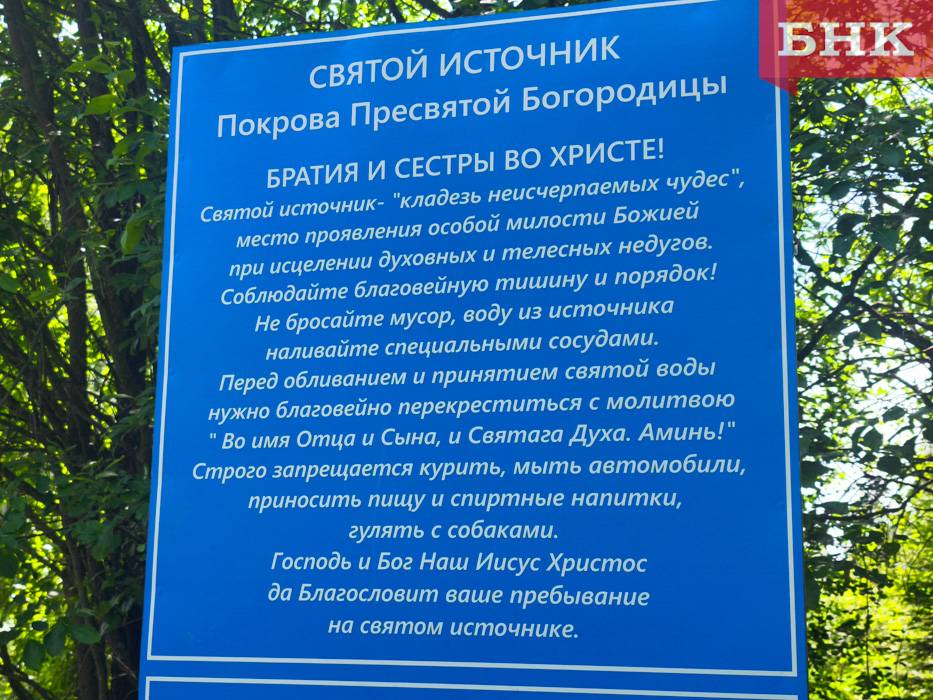 БНК
СВЯТОЙ ИСТОЧНИК
Покрова Пресвятой Богородицы
БРАТИЯ И СЕСТРЫ ВО ХРИСТЕ!
Святой источник- "кладезь неисчерпаемых чудес",
место проявления особой милости Божией
при исцелении духовных и телесных недугов.
Соблюдайте благовейную тишину и порядок!
Не бросайте мусор, воду из источника
наливайте специальными сосудами.
Перед обливанием и принятием святой воды
нужно благовейно перекреститься с молитвою
" Во имя Отца и Сына, и Святага Духа. Аминь!"
Строго запрещается курить, мыть автомобили,
приносить пищу и спиртные напитки,
гулять с собаками.
Господь и Бог Наш Иисус Христос
да Благословит ваше пребывание
на святом источнике.